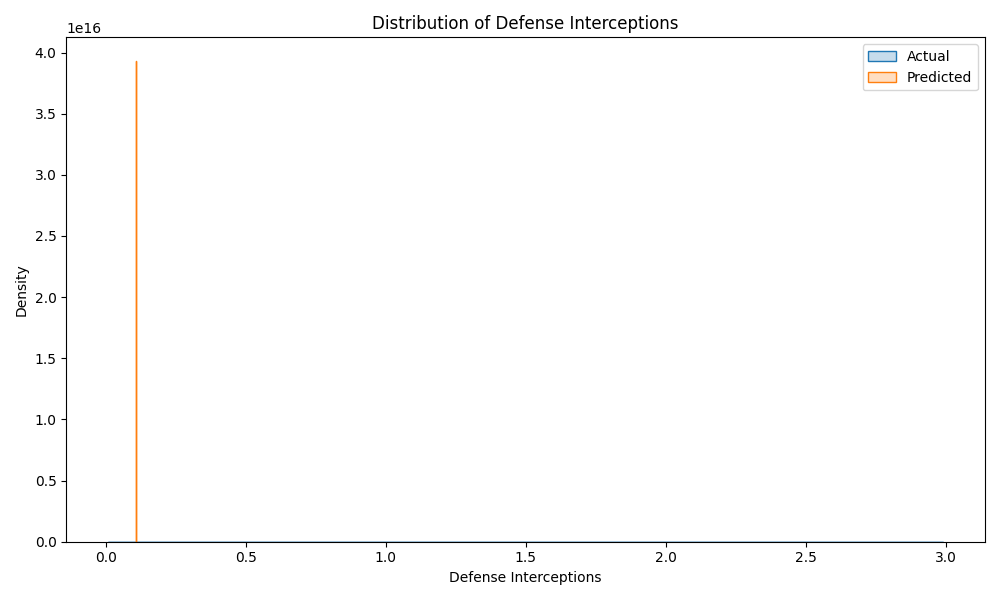 Distribution of Defense Interceptions
1e16
4.0
3.5
3.0
2.5
2.0
1.5
1.0
0.5
0.0
Density
Actual
Predicted
0.0 0.5 1.0 1.5 2.0 2.5 3.0
Defense Interceptions